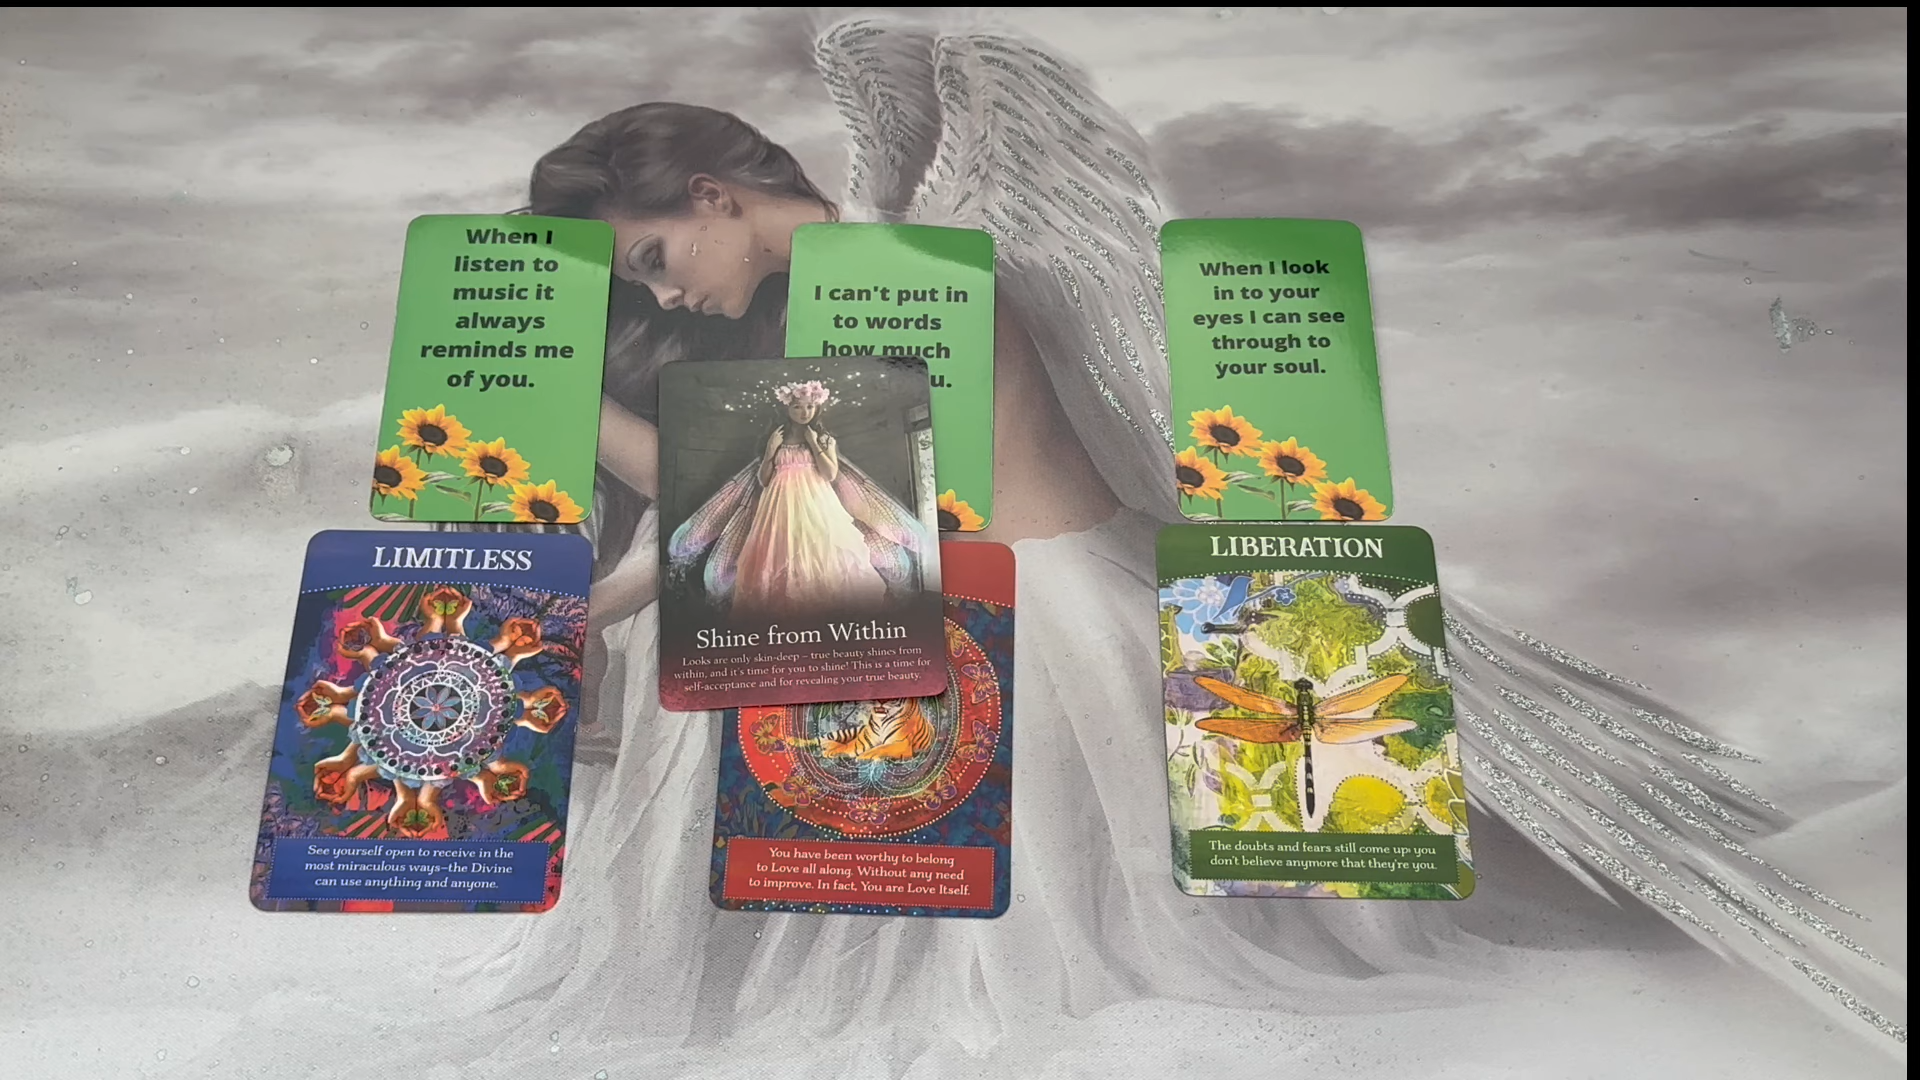 When I
listen to
music it
always
reminds me
of you.
I can't put in
to words
how much
u.
When I look
in to your
eyes I can see
through to
your soul.
Shine from Within
Looks are only skin-deep – true beauty shines from
within, and it's time for you to shine! This is a time for
self-acceptance and for revealing your true beauty.
LIMITLESS
See yourself open to receive in the
most miraculous ways—the Divine
can use anything and anyone.
You have been worthy to belong
to Love all along. Without any need
to improve. In fact, You are Love Itself.
LIBERATION
The doubts and fears still come up; you
don't believe anymore that they're you.